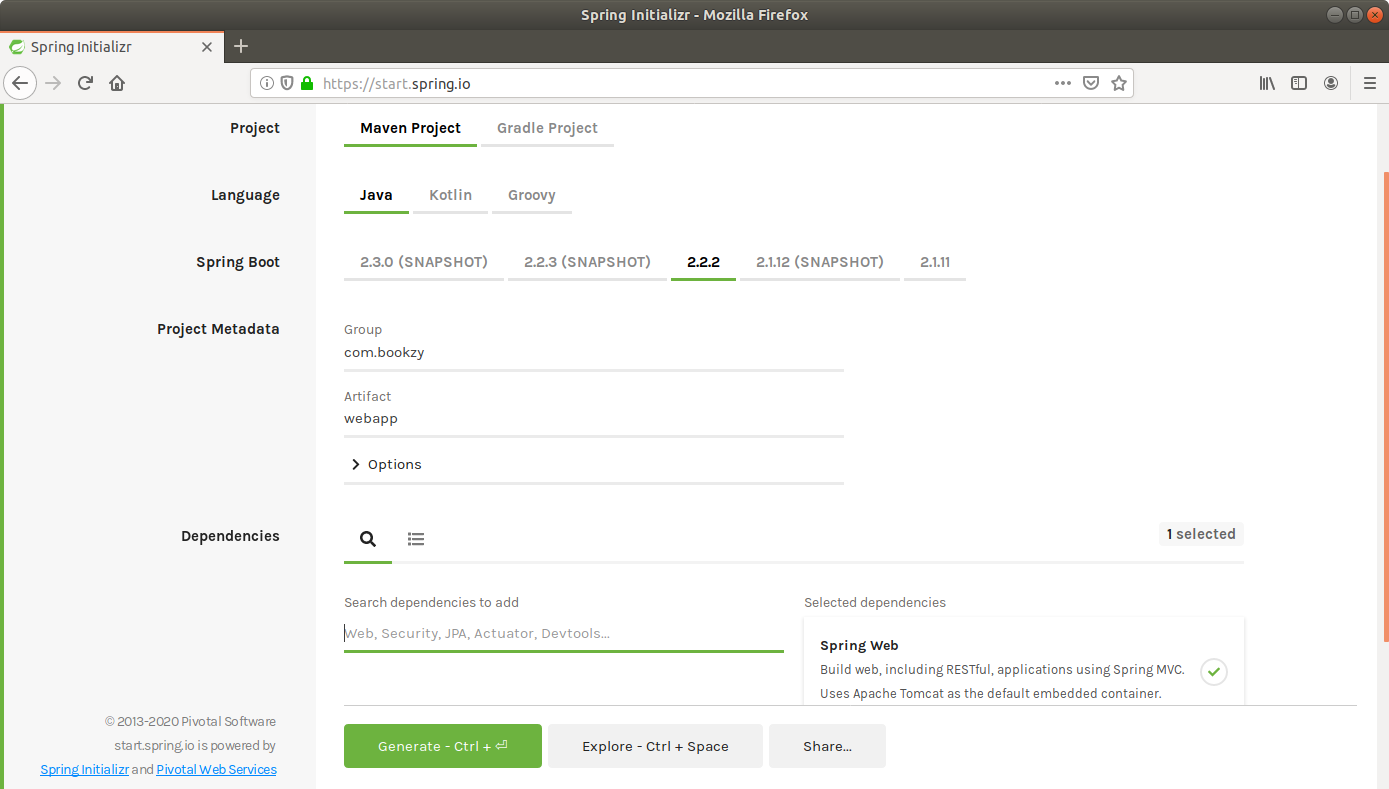 Spring Initializr - Mozilla Firefox
Spring Initializr
https://start.spring.io
Project
Maven Project Gradle Project
Language
Java Kotlin Groovy
Spring Boot
2.3.0 (SNAPSHOT) 2.2.3 (SNAPSHOT) 2.2.2 2.1.12 (SNAPSHOT) 2.1.11
Project Metadata
Group
com.bookzy
Artifact
webapp
Options
Dependencies
1 selected
Search dependencies to add
Web, Security, JPA, Actuator, Devtools...
Selected dependencies
Spring Web
Build web, including RESTful, applications using Spring MVC.
Uses Apache Tomcat as the default embedded container.
© 2013-2020 Pivotal Software
start.spring.io is powered by
Spring Initializr and Pivotal Web Services
Generate - Ctrl + ⏎
Explore - Ctrl + Space
Share...